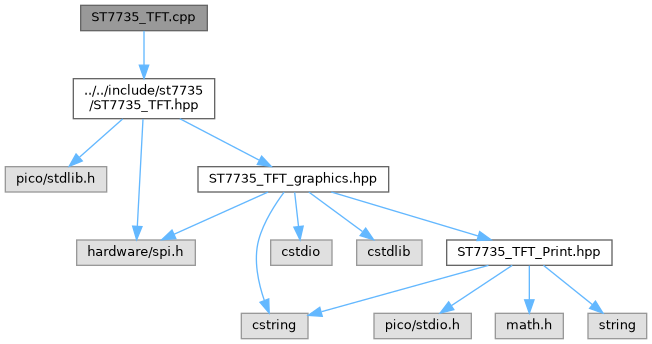 ST7735_TFT.cpp
../../include/st7735
/ST7735_TFT.hpp
pico/stdlib.h
ST7735_TFT_graphics.hpp
hardware/spi.h
cstdio
cstdlib
ST7735_TFT_Print.hpp
cstring
pico/stdio.h
math.h
string